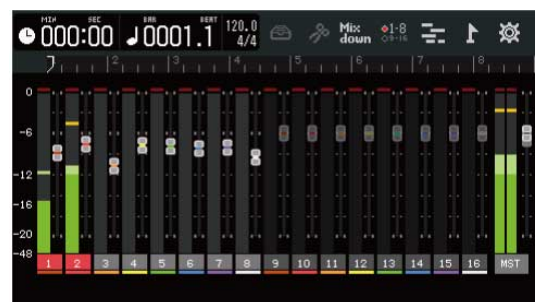 MIN SEC BAR BEAT
00:00 0001.1 120.0 4/4 Mix down 1-8 9-16
2 3 4 5 6 7 8
0
-6
-12
-16
-20
-48
1 2 3 4 5 6 7 8 9 10 11 12 13 14 15 16 MST